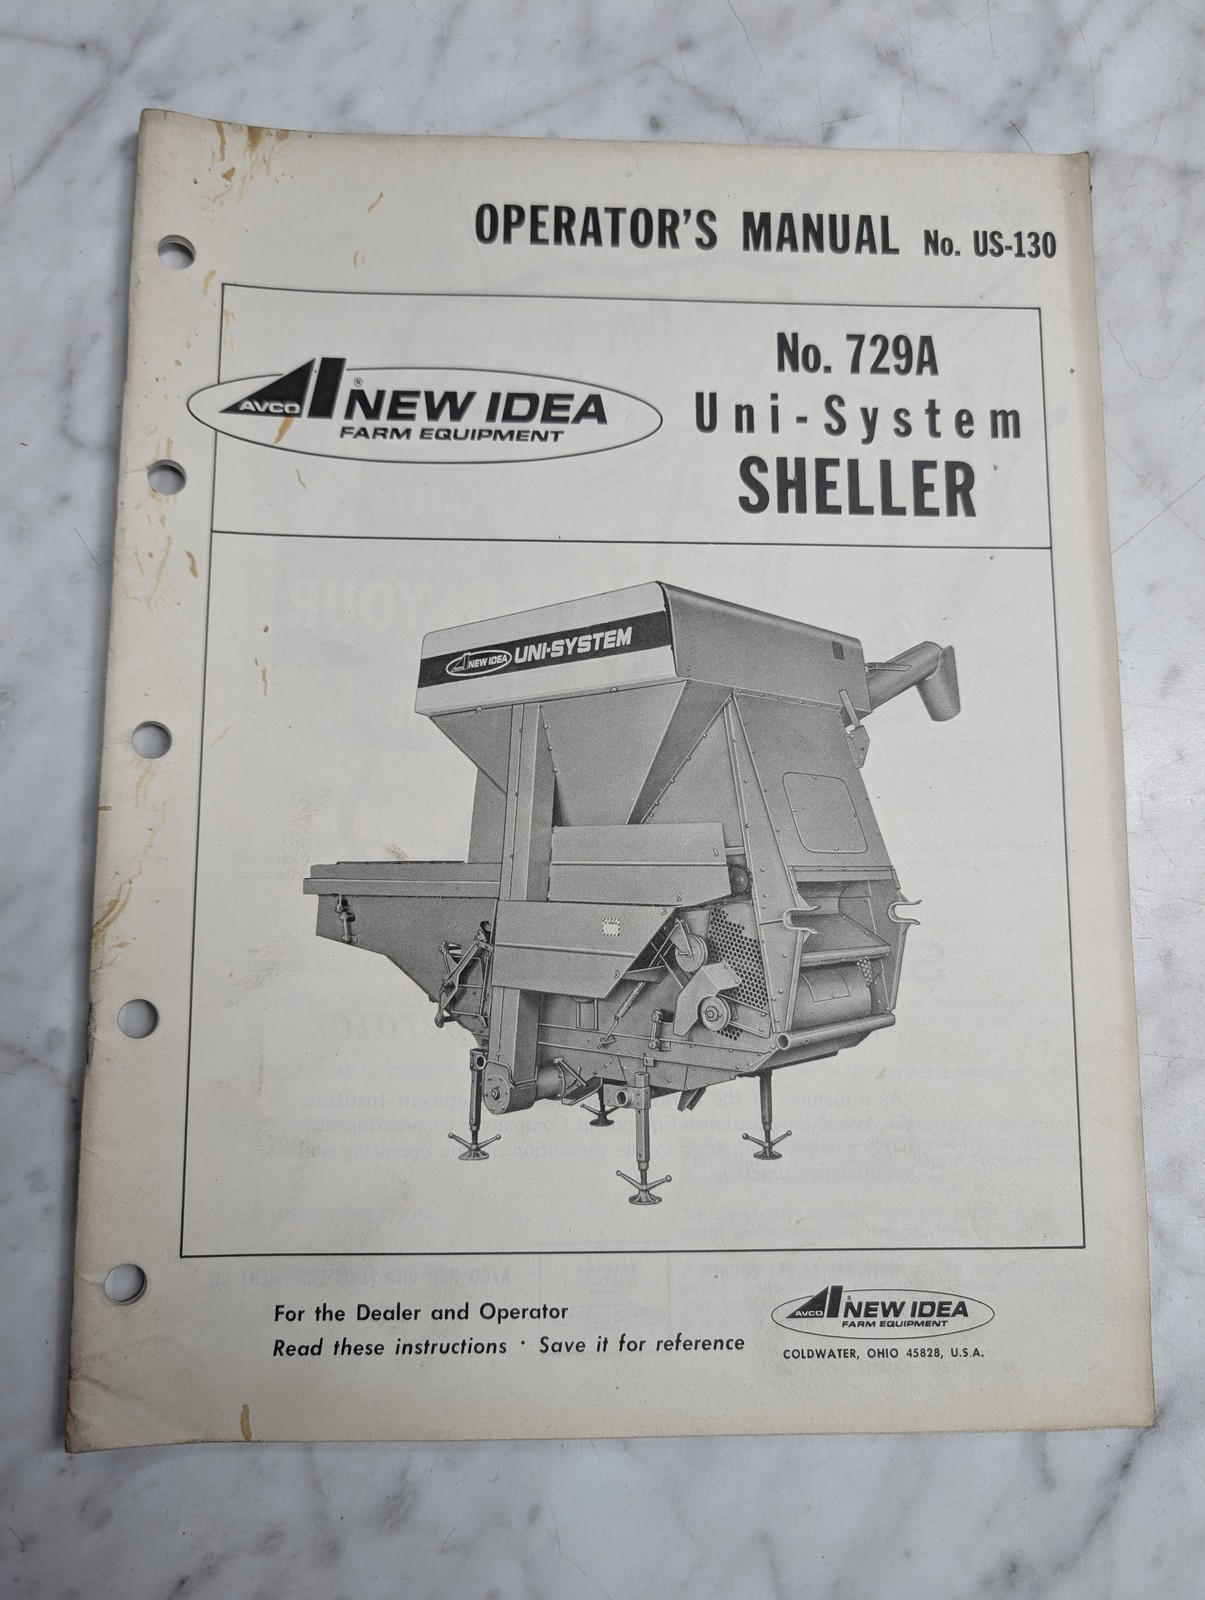 OPERATOR'S MANUAL No. US-130
No. 729A
Uni-System
SHELLER
AVCO NEW IDEA®
FARM EQUIPMENT
NEW IDEA UNI-SYSTEM
For the Dealer and Operator
Read these instructions · Save it for reference
AVCO NEW IDEA®
FARM EQUIPMENT
COLDWATER, OHIO 45828, U.S.A.